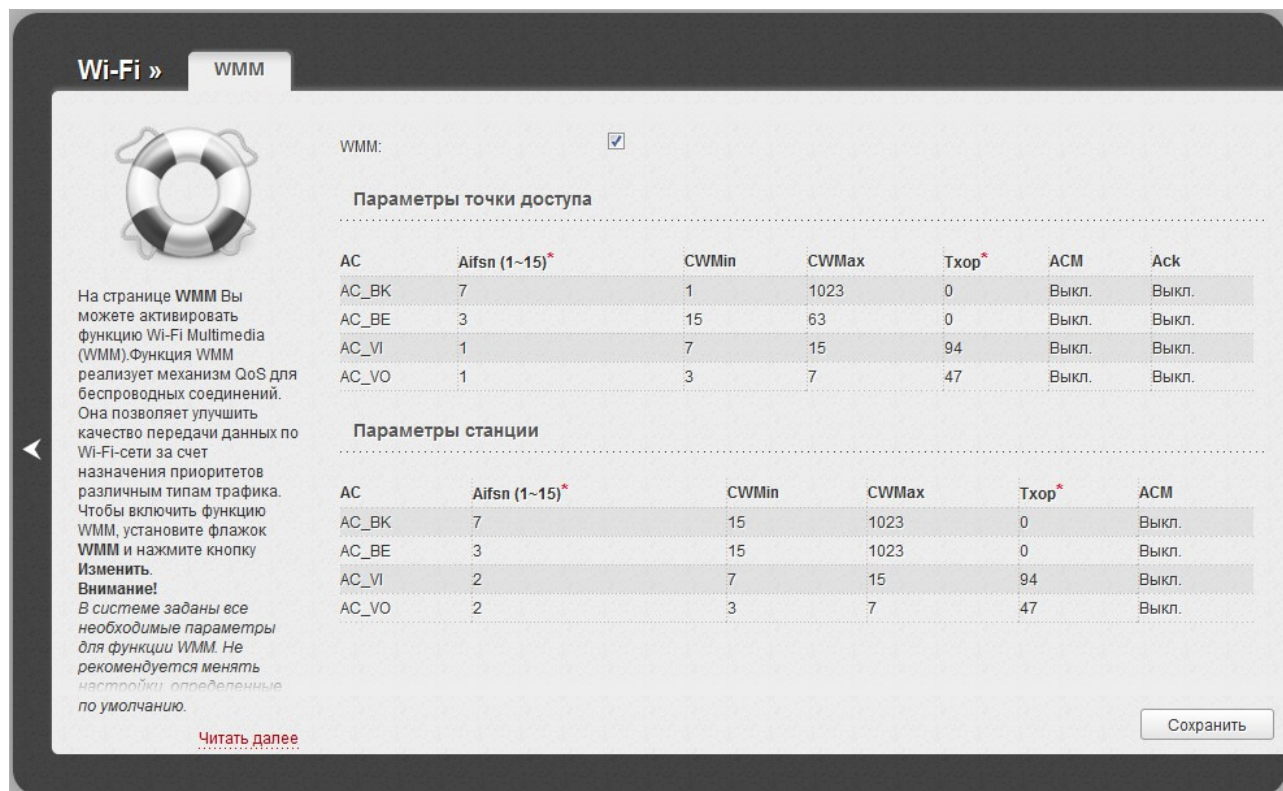 Wi-Fi »
WMM
На странице WMM Вы
можете активировать
функцию Wi-Fi Multimedia
(WMM).Функция WMM
реализует механизм QoS для
беспроводных соединений.
Она позволяет улучшить
качество передачи данных по
Wi-Fi-сети за счет
назначения приоритетов
различным типам трафика.
Чтобы включить функцию
WMM, установите флажок
WMM и нажмите кнопку
Изменить.
Внимание!
В системе заданы все
необходимые параметры
для функции WMM. Не
рекомендуется менять
настройки, определенные
по умолчанию.
Читать далее
WMM:
Параметры точки доступа
AC Aifsn (1~15)* CWMin CWMax Txop* ACM Ack
AC_BK 7 1 1023 0 Выкл. Выкл.
AC_BE 3 15 63 0 Выкл. Выкл.
AC_VI 1 7 15 94 Выкл. Выкл.
AC_VO 1 3 7 47 Выкл. Выкл.
Параметры станции
AC Aifsn (1~15)* CWMin CWMax Txop* ACM
AC_BK 7 15 1023 0 Выкл.
AC_BE 3 15 1023 0 Выкл.
AC_VI 2 7 15 94 Выкл.
AC_VO 2 3 7 47 Выкл.
Сохранить